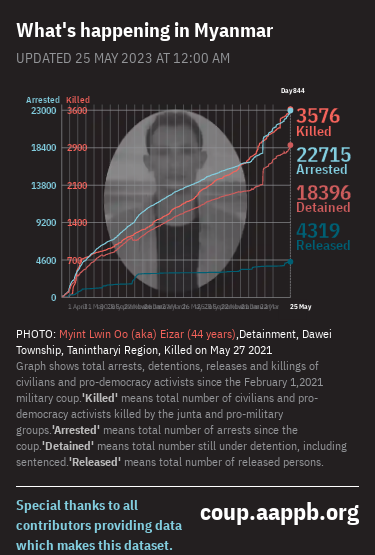 What's happening in Myanmar
UPDATED 25 MAY 2023 AT 12:00 AM
Day844
Arrested Killed
23000 3600
3576
Killed
18400 2900
22715
Arrested
13800 2100
18396
Detained
9200 1400
4319
Released
4600 700
0
25 May
PHOTO: Myint Lwin Oo (aka) Eizar (44 years),Detainment, Dawei
Township, Tanintharyi Region, Killed on May 27 2021
Graph shows total arrests, detentions, releases and killings of
civilians and pro-democracy activists since the February 1,2021
military coup.'Killed' means total number of civilians and pro-
democracy activists killed by the junta and pro-military
groups.'Arrested' means total number of arrests since the
coup.'Detained' means total number still under detention, including
sentenced.'Released' means total number of released persons.
Special thanks to all
contributors providing data
which makes this dataset.
coup.aappb.org